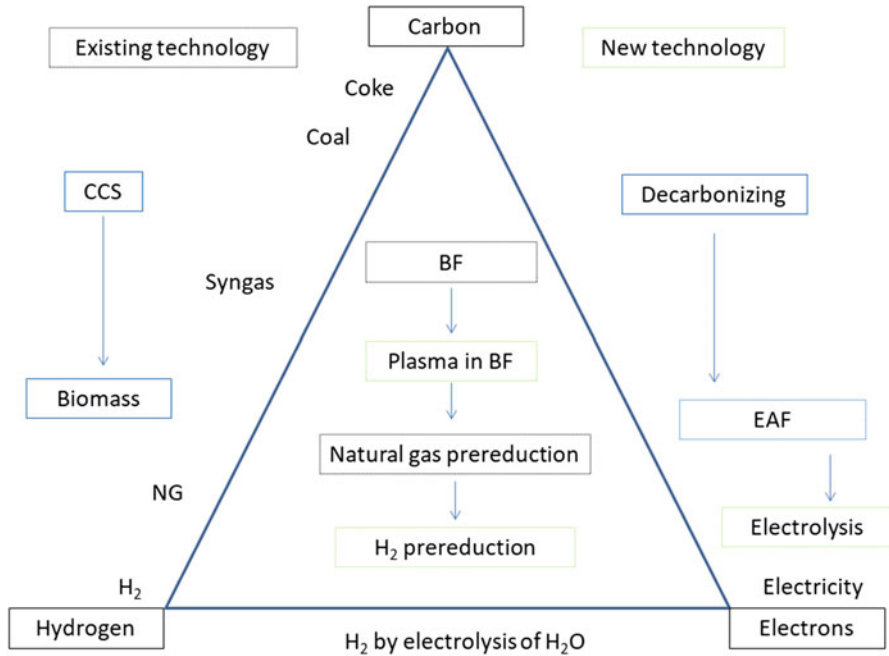 Carbon
Existing technology
New technology
Coke
Coal
CCS
Decarbonizing
BF
Syngas
Plasma in BF
Biomass
EAF
Natural gas prereduction
NG
Electrolysis
H₂ prereduction
H₂
Electricity
Hydrogen
Electrons
H₂ by electrolysis of H₂O